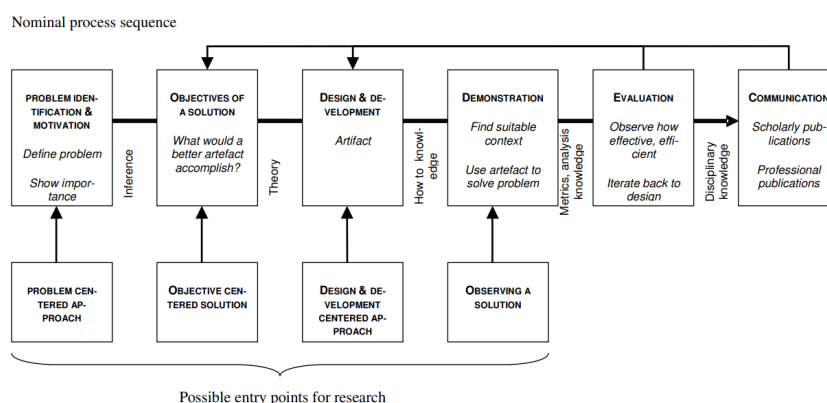 Nominal process sequence
PROBLEM IDEN-
TIFICATION &
MOTIVATION
Define problem
Show impor-
tance
Inference
OBJECTIVES OF
A SOLUTION
What would a
better artefact
accomplish?
Theory
DESIGN &
DEVELOPMENT
Artifact
How to knowl-
edge
DEMONSTRATION
Find suitable
context
Use artefact to
solve problem
Metrics, analysis
knowledge
EVALUATION
Observe how
effective, effi-
cient
Iterate back to
design
Disciplinary
knowledge
COMMUNICATION
Scholarly pub-
lications
Professional
publications
PROBLEM CEN-
TERED AP-
PROACH
OBJECTIVE CEN-
TERED SOLUTION
DESIGN &
DEVELOPMENT
CENTERED AP-
PROACH
OBSERVING A
SOLUTION
Possible entry points for research